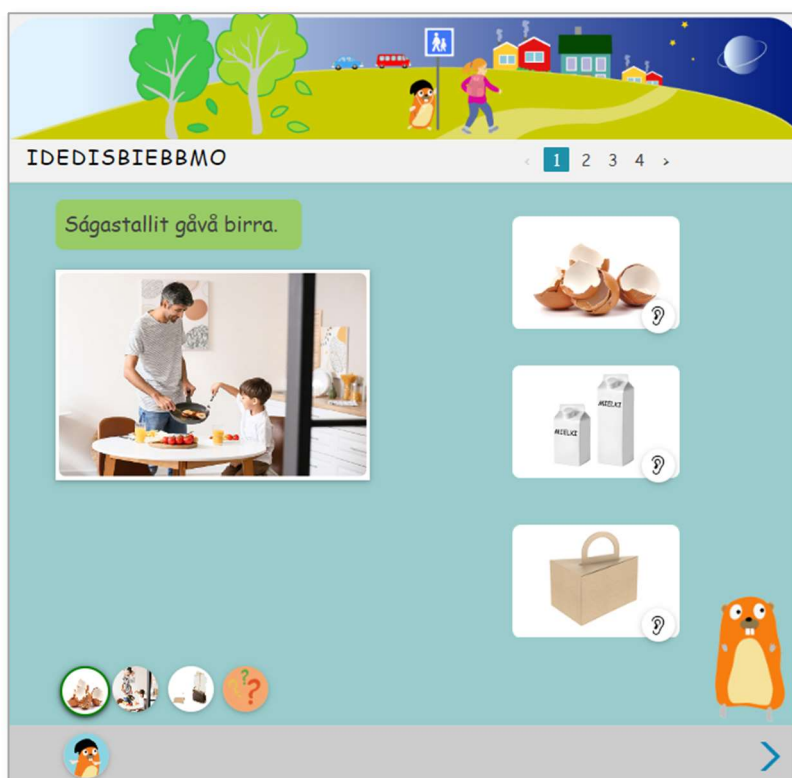 IDEDISBIEBBMO
‹ 1 2 3 4 ›
Ságastallit gåvå birra.
MIELKI
MIELKI
? ? ?